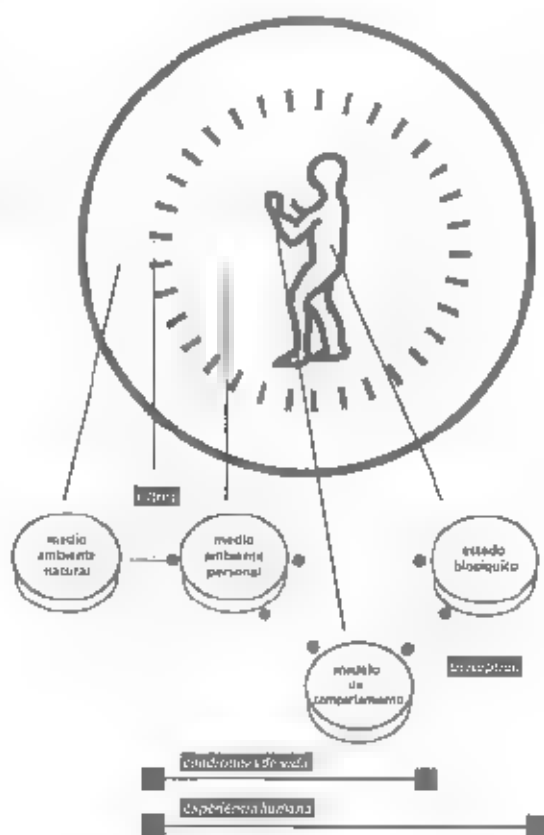 medio
ambiente
natural
medio
ambiente
personal
estado
biopsíquico
modelo
de
comportamiento
condiciones de vida
experiencia humana